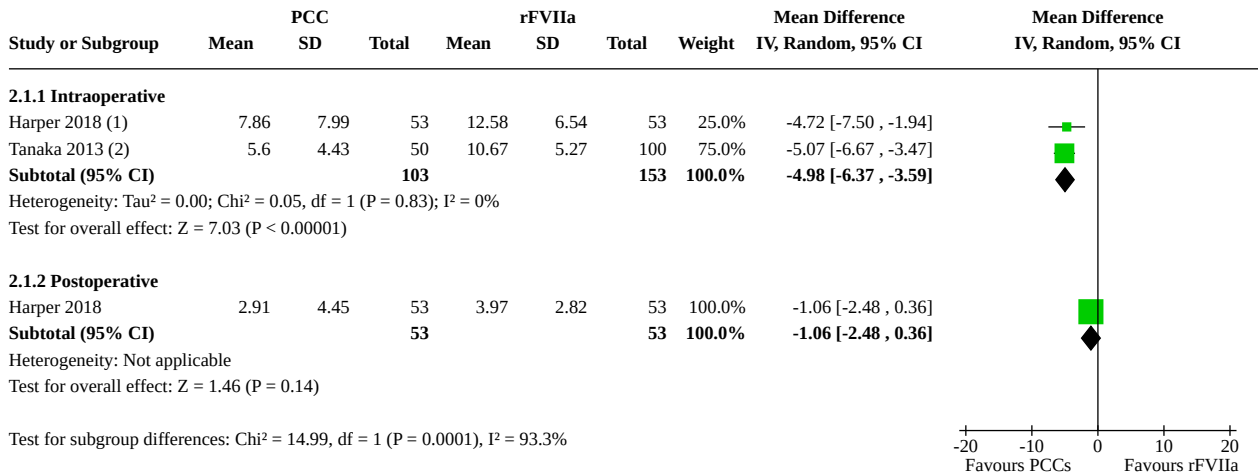 PCC rFVIIa Mean Difference Mean Difference
Study or Subgroup Mean SD Total Mean SD Total Weight IV, Random, 95% CI IV, Random, 95% CI
2.1.1 Intraoperative
Harper 2018 (1) 7.86 7.99 53 12.58 6.54 53 25.0% -4.72 [-7.50 , -1.94]
Tanaka 2013 (2) 5.6 4.43 50 10.67 5.27 100 75.0% -5.07 [-6.67 , -3.47]
Subtotal (95% CI) 103 153 100.0% -4.98 [-6.37 , -3.59]
Heterogeneity: Tau² = 0.00; Chi² = 0.05, df = 1 (P = 0.83); I² = 0%
Test for overall effect: Z = 7.03 (P < 0.00001)
2.1.2 Postoperative
Harper 2018 2.91 4.45 53 3.97 2.82 53 100.0% -1.06 [-2.48 , 0.36]
Subtotal (95% CI) 53 53 100.0% -1.06 [-2.48 , 0.36]
Heterogeneity: Not applicable
Test for overall effect: Z = 1.46 (P = 0.14)
Test for subgroup differences: Chi² = 14.99, df = 1 (P = 0.0001), I² = 93.3%
-20 -10 0 10 20
Favours PCCs Favours rFVIIa